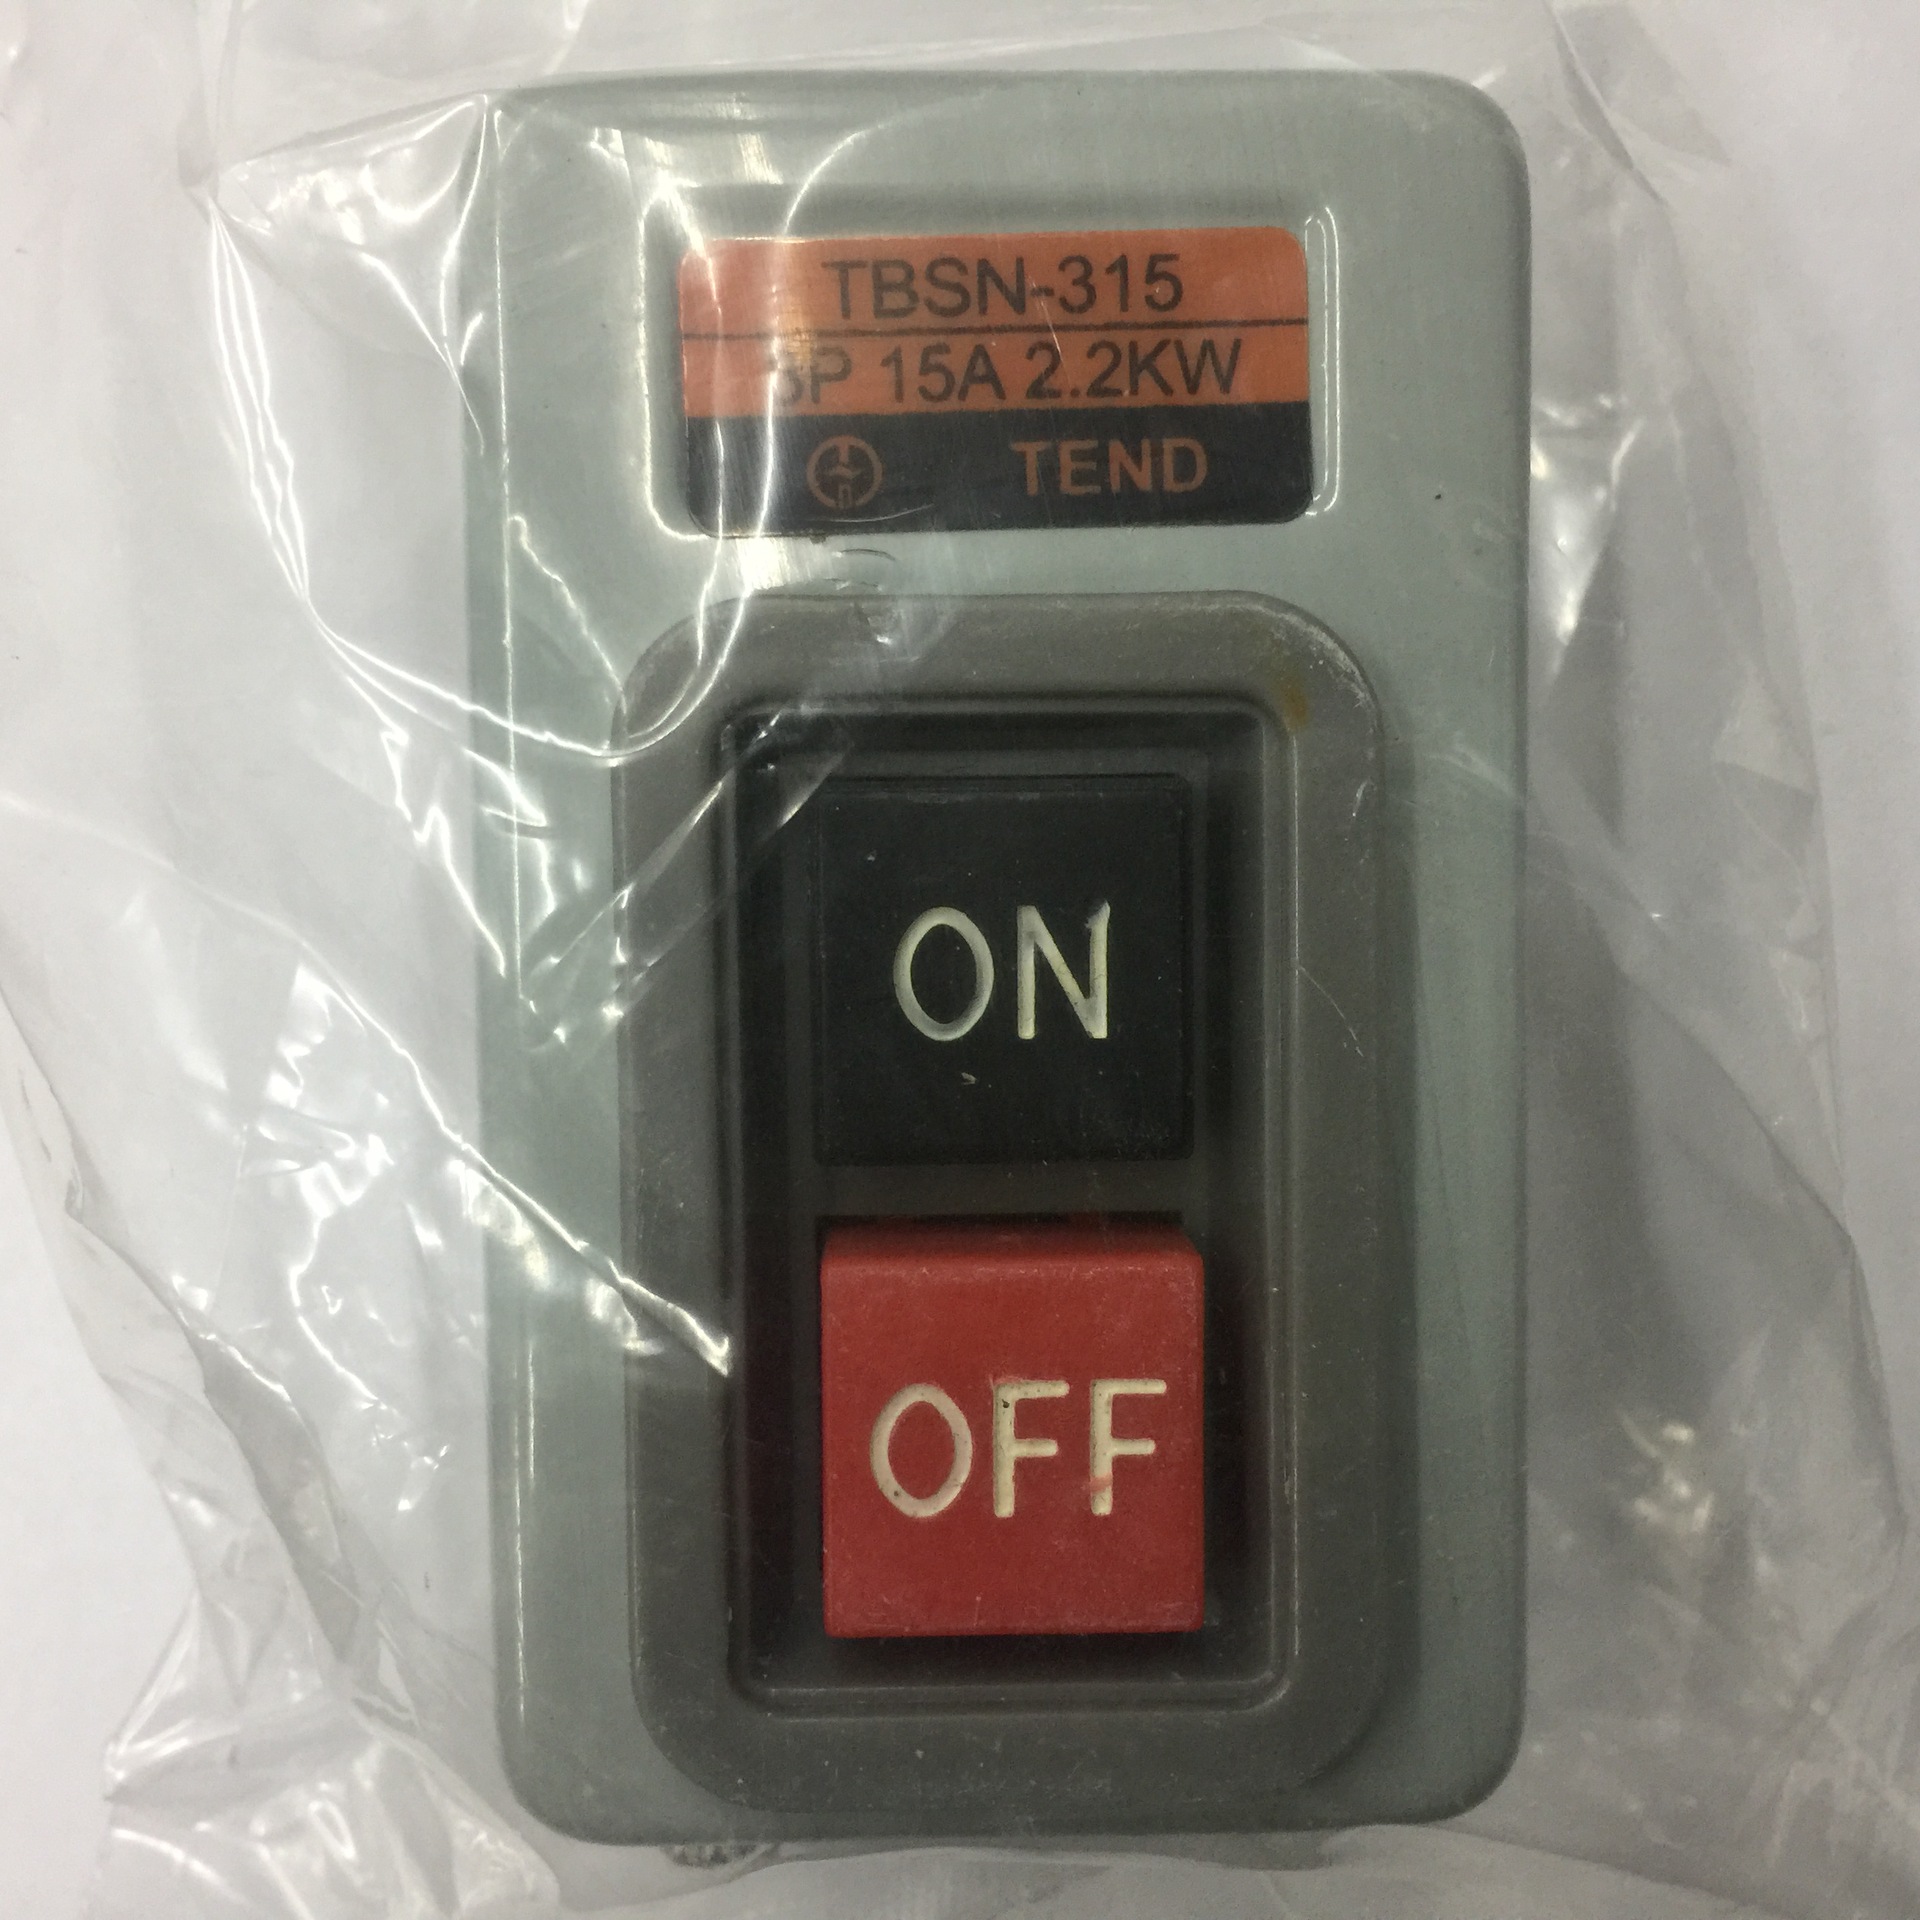 TBSN-315
3P 15A 2.2KW
TEND
ON
OFF